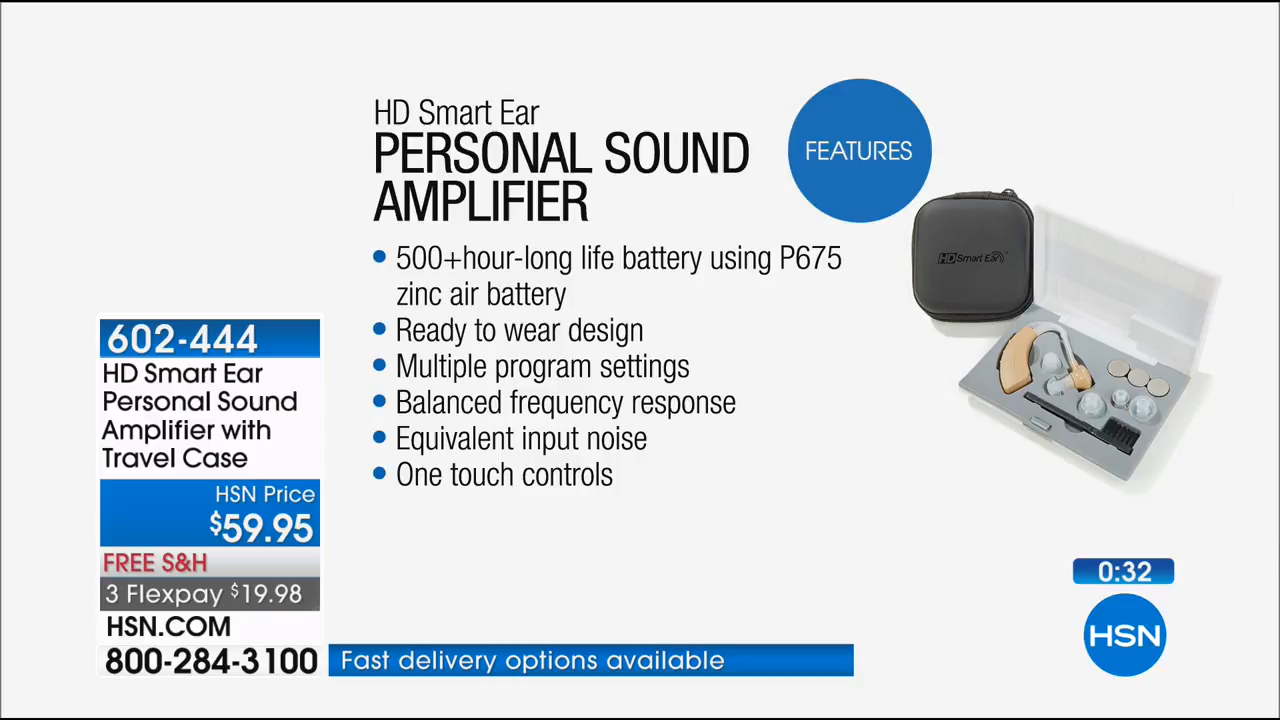 HD Smart Ear
PERSONAL SOUND
AMPLIFIER
FEATURES
• 500+hour-long life battery using P675
zinc air battery
• Ready to wear design
• Multiple program settings
• Balanced frequency response
• Equivalent input noise
• One touch controls
HD Smart Ear
602-444
HD Smart Ear
Personal Sound
Amplifier with
Travel Case
HSN Price
$59.95
FREE S&H
3 Flexpay $19.98
HSN.COM
800-284-3100
Fast delivery options available
0:32
HSN